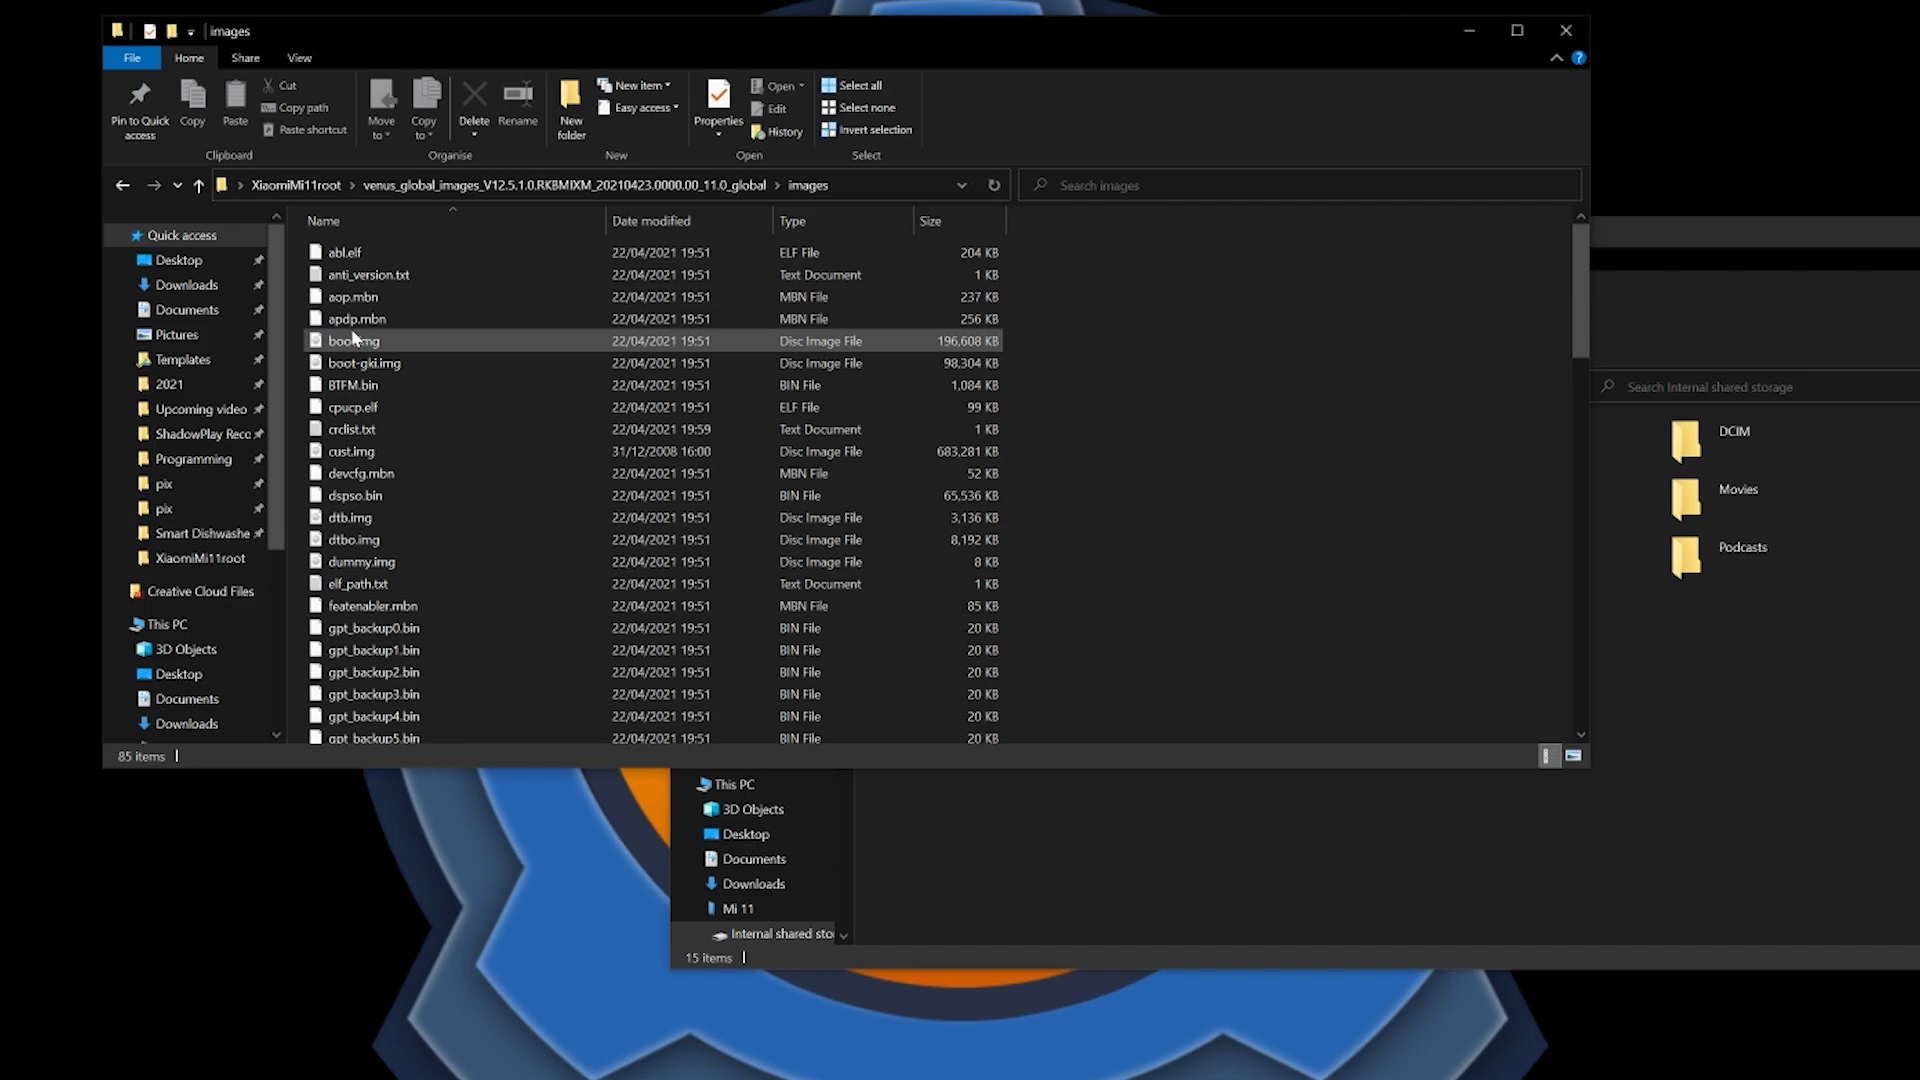 images
File Home Share View
Pin to Quick access
Copy
Paste
Cut
Copy path
Paste shortcut
Clipboard
Move to
Copy to
Delete
Rename
Organise
New folder
New item
Easy access
New
Properties
Open
Edit
History
Open
Select all
Select none
Invert selection
Select
XiaomiMi11root > venus_global_images_V12.5.1.0.RKBMIXM_20210423.0000.00_11.0_global > images
Search images
Quick access
Desktop
Downloads
Documents
Pictures
Templates
2021
Upcoming video
ShadowPlay Reco
Programming
pix
pix
Smart Dishwashe
XiaomiMi11root
Creative Cloud Files
This PC
3D Objects
Desktop
Documents
Downloads
Name Date modified Type Size
abl.elf 22/04/2021 19:51 ELF File 204 KB
anti_version.txt 22/04/2021 19:51 Text Document 1 KB
aop.mbn 22/04/2021 19:51 MBN File 237 KB
apdp.mbn 22/04/2021 19:51 MBN File 256 KB
boot.img 22/04/2021 19:51 Disc Image File 196,608 KB
boot-gki.img 22/04/2021 19:51 Disc Image File 98,304 KB
BTFM.bin 22/04/2021 19:51 BIN File 1,084 KB
cpucp.elf 22/04/2021 19:51 ELF File 99 KB
crclist.txt 22/04/2021 19:59 Text Document 1 KB
cust.img 31/12/2008 16:00 Disc Image File 683,281 KB
devcfg.mbn 22/04/2021 19:51 MBN File 52 KB
dspso.bin 22/04/2021 19:51 BIN File 65,536 KB
dtb.img 22/04/2021 19:51 Disc Image File 3,136 KB
dtbo.img 22/04/2021 19:51 Disc Image File 8,192 KB
dummy.img 22/04/2021 19:51 Disc Image File 8 KB
elf_path.txt 22/04/2021 19:51 Text Document 1 KB
featenabler.mbn 22/04/2021 19:51 MBN File 85 KB
gpt_backup0.bin 22/04/2021 19:51 BIN File 20 KB
gpt_backup1.bin 22/04/2021 19:51 BIN File 20 KB
gpt_backup2.bin 22/04/2021 19:51 BIN File 20 KB
gpt_backup3.bin 22/04/2021 19:51 BIN File 20 KB
gpt_backup4.bin 22/04/2021 19:51 BIN File 20 KB
gpt_backup5.bin 22/04/2021 19:51 BIN File 20 KB
85 items
Search Internal shared storage
DCIM
Movies
Podcasts
This PC
3D Objects
Desktop
Documents
Downloads
Mi 11
Internal shared sto
15 items